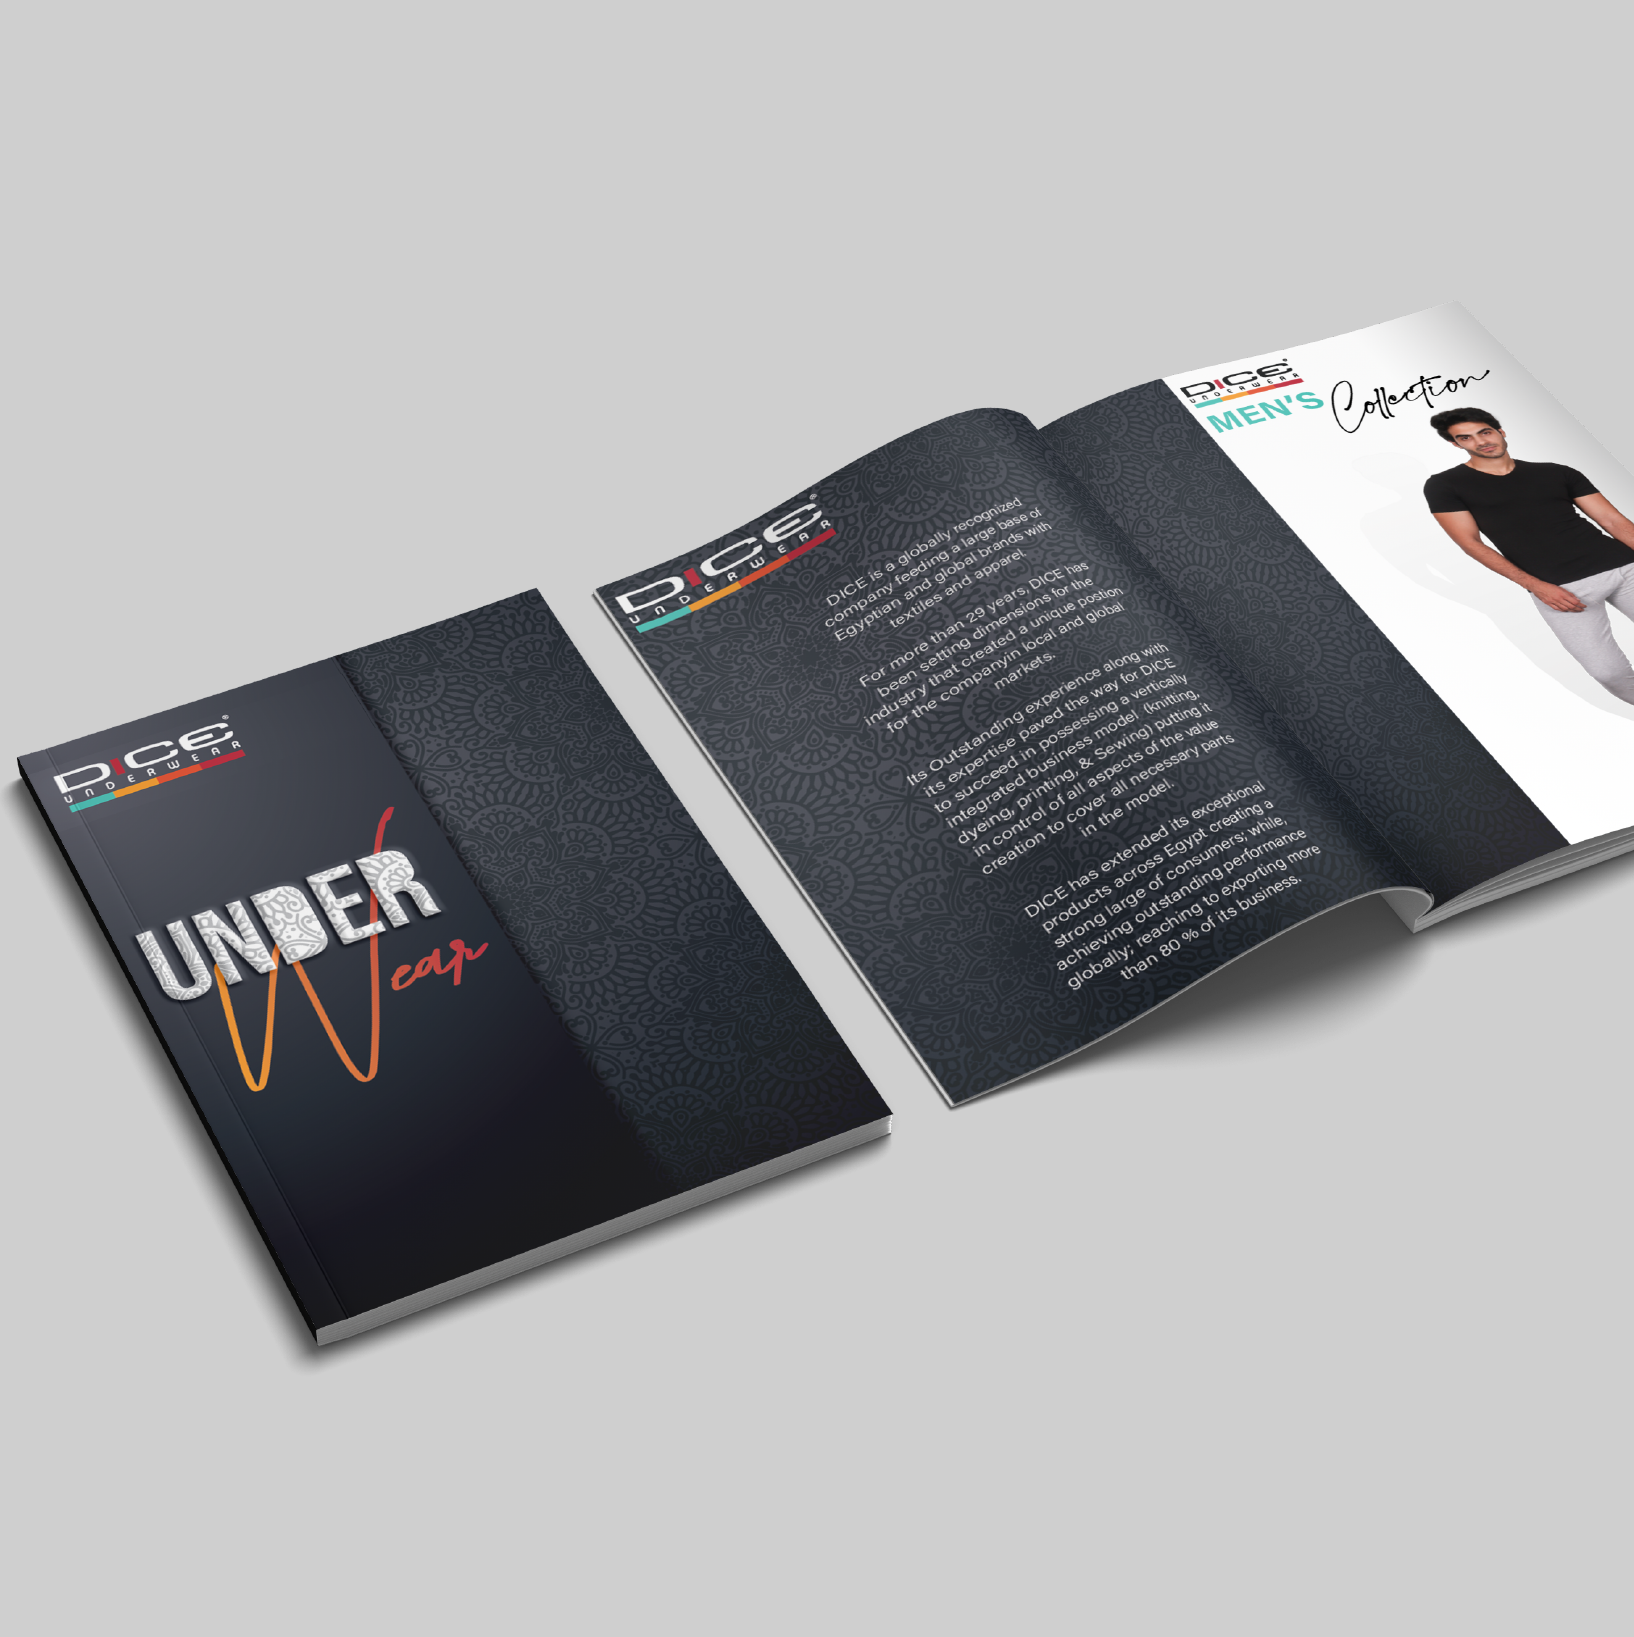 DICE®
UNDERWEAR
UNDER
Wear
DICE®
UNDERWEAR
DICE is a globally recognized
company feeding a large base of
Egyptian and global brands with
textiles and apparel.
For more than 29 years, DICE has
been setting dimensions for the
industry that created a unique postion
for the companyin local and global
markets.
Its Outstanding experience along with
its expertise paved the way for DICE
to succeed in possessing a vertically
integrated business model' (knitting,
dyeing, printing, & Sewing) putting it
in control of all aspects of the value
creation to cover all necessary parts
in the model.
DICE has extended its exceptional
products across Egypt creating a
strong large of consumers; while,
achieving outstanding performance
globally; reaching to exporting more
than 80 % of its business.
DICE®
UNDERWEAR
MEN'S Collection